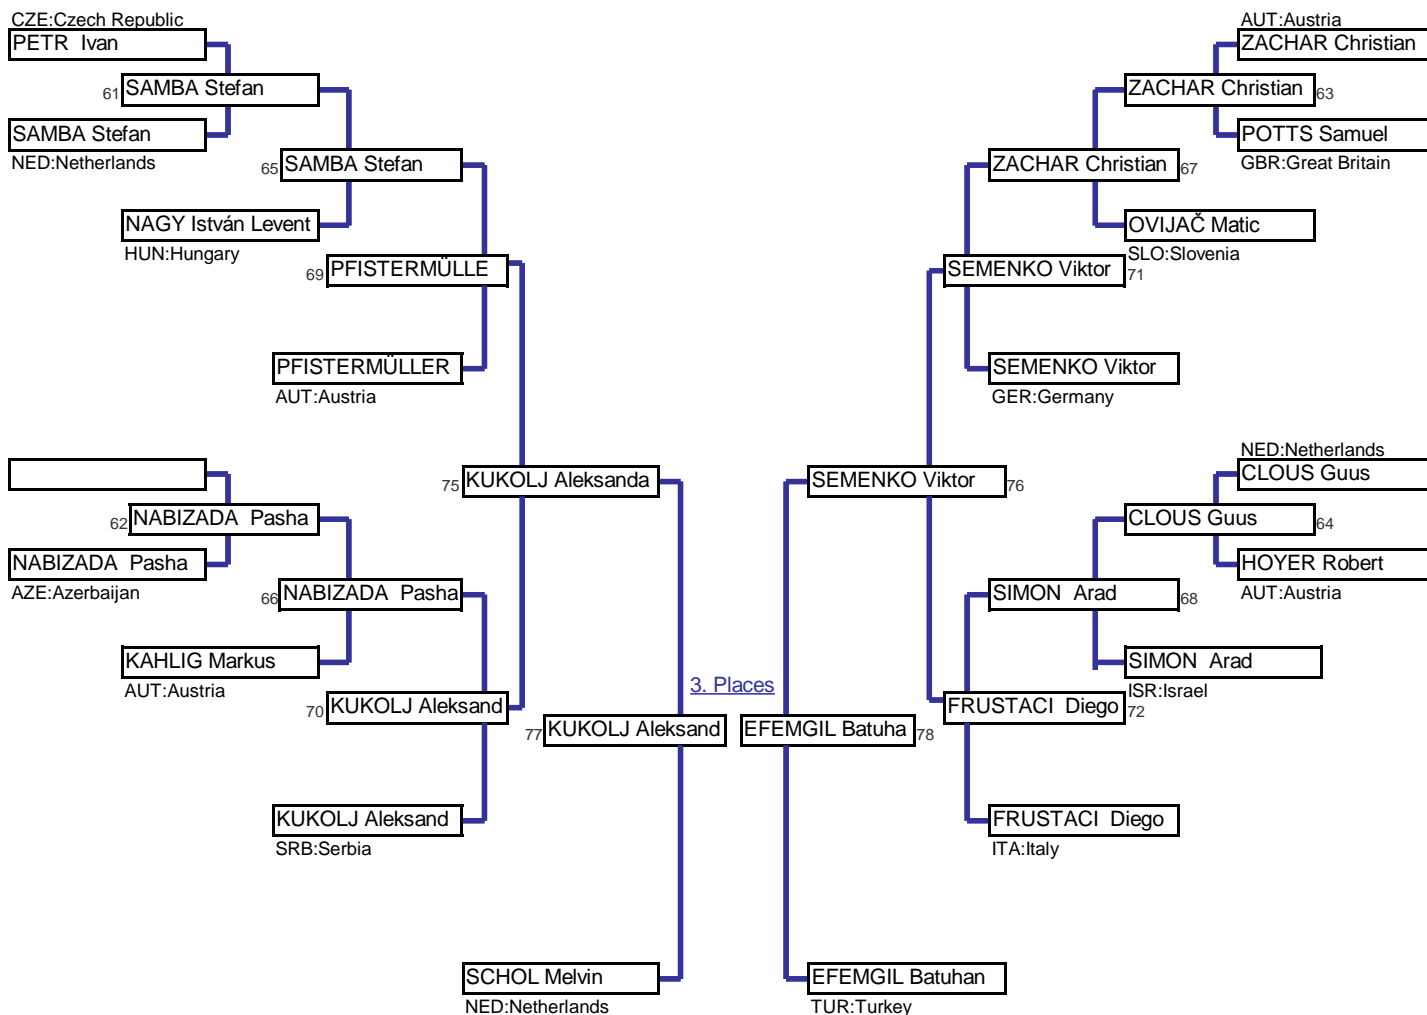 CZE:Czech Republic
AUT:Austria
PETR Ivan
ZACHAR Christian
61 SAMBA Stefan
ZACHAR Christian 63
SAMBA Stefan
POTTS Samuel
NED:Netherlands
GBR:Great Britain
65 SAMBA Stefan
ZACHAR Christian 67
NAGY István Levent
OVIJAČ Matic
HUN:Hungary
SLO:Slovenia
69 PFISTERMÜLLE
SEMENKO Viktor 71
PFISTERMÜLLER
SEMENKO Viktor
AUT:Austria
GER:Germany
NED:Netherlands
CLOUS Guus
75 KUKOLJ Aleksanda
SEMENKO Viktor 76
62 NABIZADA Pasha
CLOUS Guus 64
NABIZADA Pasha
HOYER Robert
AZE:Azerbaijan
AUT:Austria
66 NABIZADA Pasha
SIMON Arad 68
KAHLIG Markus
SIMON Arad
AUT:Austria
ISR:Israel
3. Places
70 KUKOLJ Aleksand
FRUSTACI Diego 72
77 KUKOLJ Aleksand
EFEMGIL Batuha 78
KUKOLJ Aleksand
FRUSTACI Diego
SRB:Serbia
ITA:Italy
SCHOL Melvin
EFEMGIL Batuhan
NED:Netherlands
TUR:Turkey